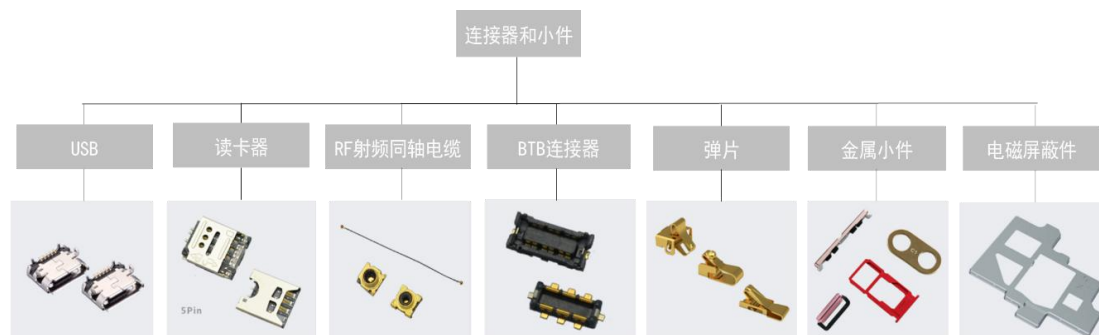 连接器和小件
USB
读卡器
RF射频同轴电缆
BTB连接器
弹片
金属小件
电磁屏蔽件
5Pin